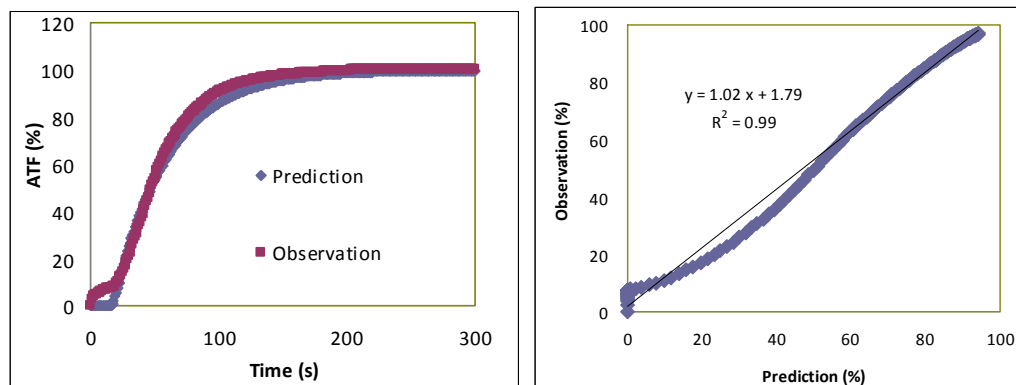 120
100
80
60
40
20
0
ATF (%)
Prediction
Observation
0 100 200 300
Time (s)
100
80
60
40
20
0
Observation (%)
y = 1.02 x + 1.79
R² = 0.99
0 20 40 60 80 100
Prediction (%)